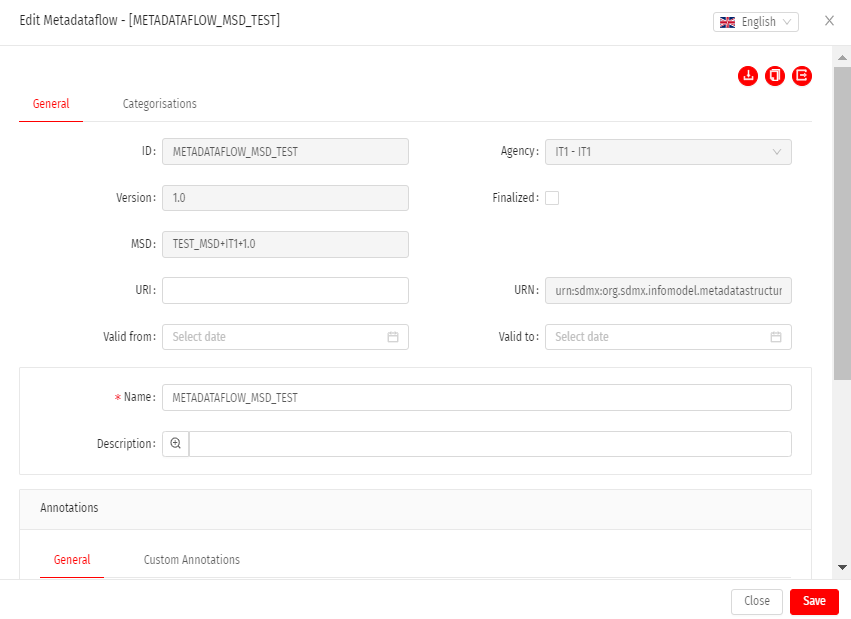 Edit Metadataflow - [METADATAFLOW_MSD_TEST]
English
General
Categorisations
ID: METADATAFLOW_MSD_TEST
Agency: IT1 - IT1
Version: 1.0
Finalized:
MSD: TEST_MSD+IT1+1.0
URI:
URN: urn:sdmx:org.sdmx.infomodel.metadatastructur
Valid from: Select date
Valid to: Select date
* Name: METADATAFLOW_MSD_TEST
Description:
Annotations
General
Custom Annotations
Close
Save